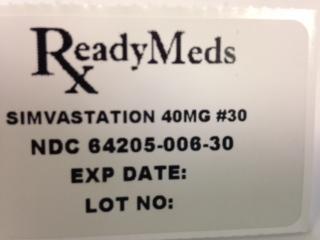 Rx ReadyMeds
SIMVASTATION 40MG #30
NDC 64205-006-30
EXP DATE:
LOT NO: